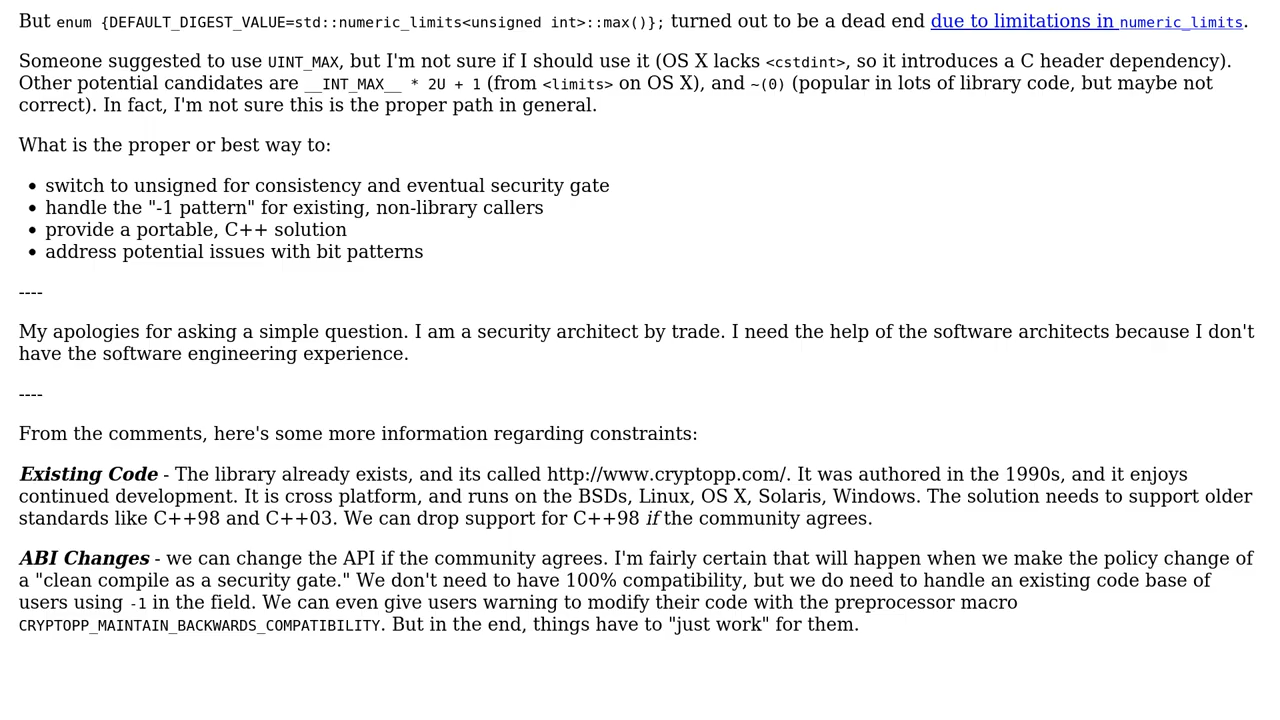 But enum {DEFAULT_DIGEST_VALUE=std::numeric_limits<unsigned int>::max()}; turned out to be a dead end due to limitations in numeric_limits.
Someone suggested to use UINT_MAX, but I'm not sure if I should use it (OS X lacks <cstdint>, so it introduces a C header dependency).
Other potential candidates are __INT_MAX__ * 2U + 1 (from <limits> on OS X), and ~(0) (popular in lots of library code, but maybe not
correct). In fact, I'm not sure this is the proper path in general.
What is the proper or best way to:
• switch to unsigned for consistency and eventual security gate
• handle the "-1 pattern" for existing, non-library callers
• provide a portable, C++ solution
• address potential issues with bit patterns
----
My apologies for asking a simple question. I am a security architect by trade. I need the help of the software architects because I don't
have the software engineering experience.
----
From the comments, here's some more information regarding constraints:
Existing Code - The library already exists, and its called http://www.cryptopp.com/. It was authored in the 1990s, and it enjoys
continued development. It is cross platform, and runs on the BSDs, Linux, OS X, Solaris, Windows. The solution needs to support older
standards like C++98 and C++03. We can drop support for C++98 if the community agrees.
ABI Changes - we can change the API if the community agrees. I'm fairly certain that will happen when we make the policy change of
a "clean compile as a security gate." We don't need to have 100% compatibility, but we do need to handle an existing code base of
users using -1 in the field. We can even give users warning to modify their code with the preprocessor macro
CRYPTOPP_MAINTAIN_BACKWARDS_COMPATIBILITY. But in the end, things have to "just work" for them.